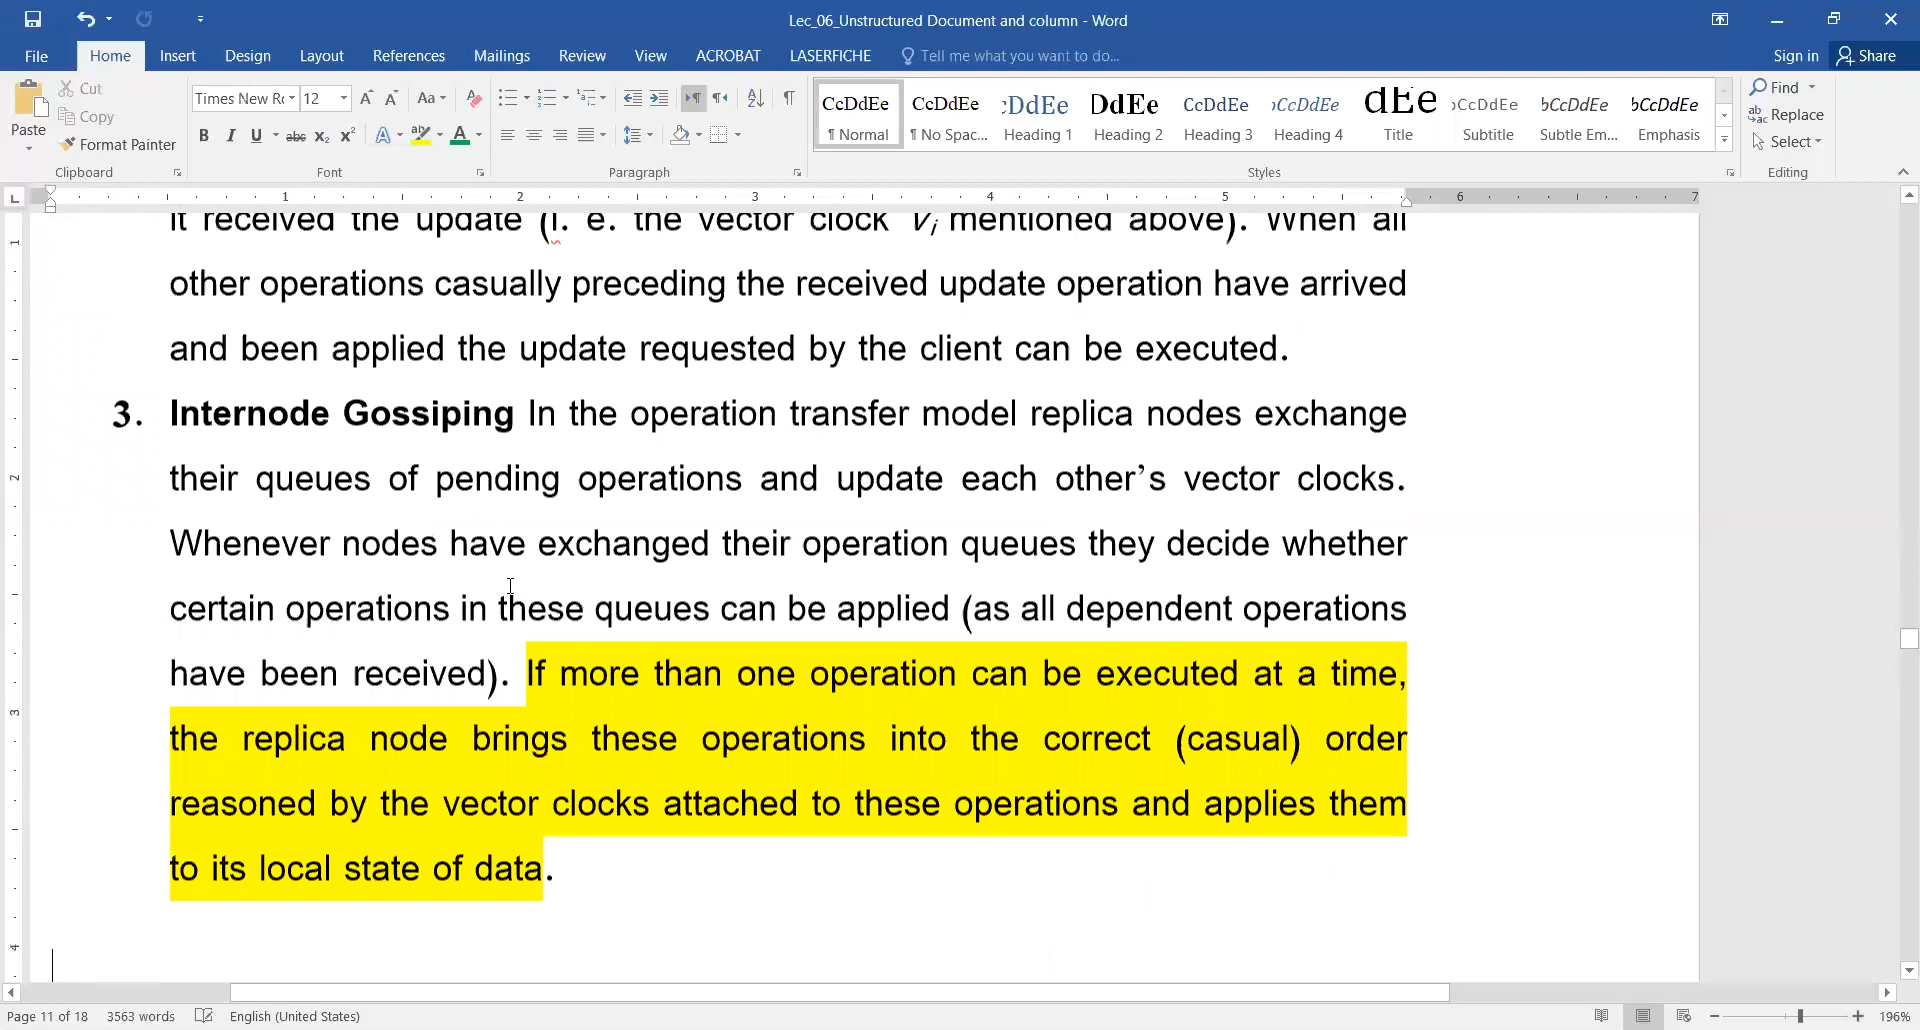 Lec_06_Unstructured Document and column - Word
File Home Insert Design Layout References Mailings Review View ACROBAT LASERFICHE Tell me what you want to do... Sign in Share
Paste
Cut
Copy
Format Painter
Clipboard
Times New Ro 12
Font
Paragraph
CcDdEe CcDdEe CcDdEe DdEe CcDdEe CcDdEe dEe CcDdEe bCcDdEe bCcDdEe
¶ Normal ¶ No Spac... Heading 1 Heading 2 Heading 3 Heading 4 Title Subtitle Subtle Em... Emphasis
Styles
Find
Replace
Select
Editing
1 2 3 4 5 6 7
it received the update (i. e. the vector clock Vi mentioned above). When all
other operations casually preceding the received update operation have arrived
and been applied the update requested by the client can be executed.
3. Internode Gossiping In the operation transfer model replica nodes exchange
their queues of pending operations and update each other’s vector clocks.
Whenever nodes have exchanged their operation queues they decide whether
certain operations in these queues can be applied (as all dependent operations
have been received). If more than one operation can be executed at a time,
the replica node brings these operations into the correct (casual) order
reasoned by the vector clocks attached to these operations and applies them
to its local state of data.
Page 11 of 18 3563 words English (United States) 196%